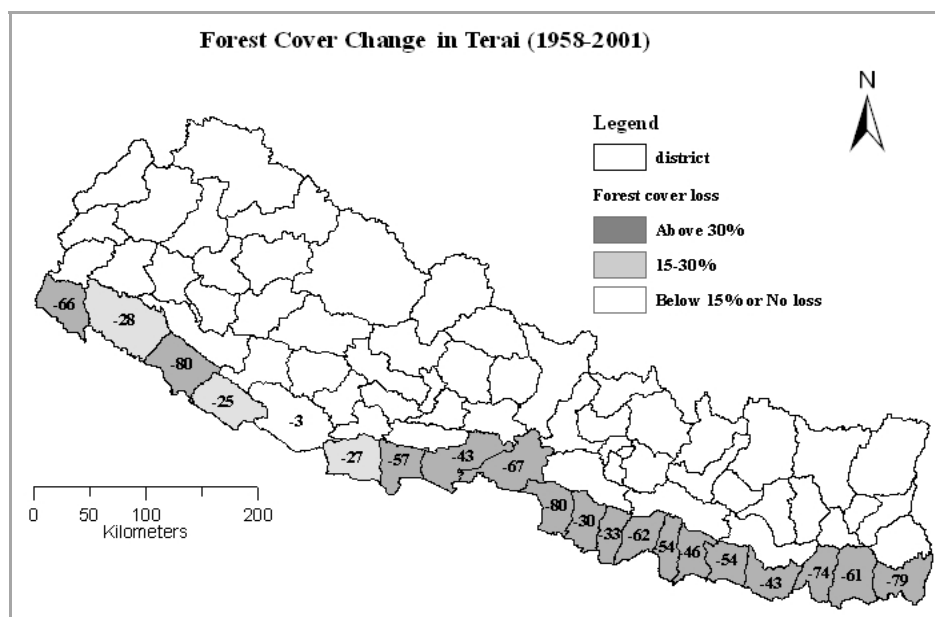 Forest Cover Change in Terai (1958-2001)
N
Legend
district
Forest cover loss
Above 30%
15-30%
Below 15% or No loss
-66
-28
-80
-25
-3
-27
-57
-43
-67
-80
-30
-33
-62
-54
-46
-54
-43
-74
-61
-79
0 50 100 200
Kilometers